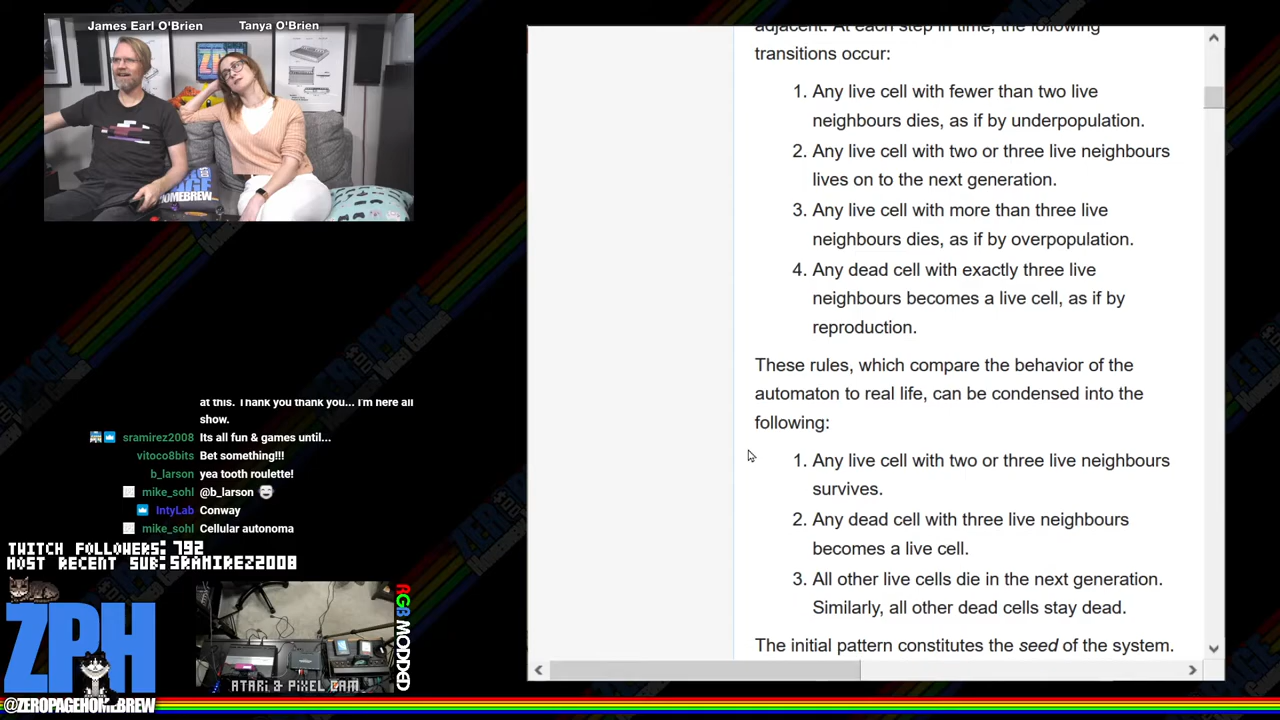 James Earl O'Brien
Tanya O'Brien
adjacent. At each step in time, the following
transitions occur:
1. Any live cell with fewer than two live
neighbours dies, as if by underpopulation.
2. Any live cell with two or three live neighbours
lives on to the next generation.
3. Any live cell with more than three live
neighbours dies, as if by overpopulation.
4. Any dead cell with exactly three live
neighbours becomes a live cell, as if by
reproduction.
These rules, which compare the behavior of the
automaton to real life, can be condensed into the
following:
1. Any live cell with two or three live neighbours
survives.
2. Any dead cell with three live neighbours
becomes a live cell.
3. All other live cells die in the next generation.
Similarly, all other dead cells stay dead.
The initial pattern constitutes the seed of the system.
at this. Thank you thank you... I'm here all
show.
sramirez2008 Its all fun & games until...
vitoco8bits Bet something!!!
b_larson yea tooth roulette!
mike_sohl @b_larson
IntyLab Conway
mike_sohl Cellular autonoma
TWITCH FOLLOWERS: 792
MOST RECENT SUB: SRAMIREZ2008
ZPH
@ZEROPAGEHOMEBREW
ATARI & PIXEL CAM
RGB MODDED